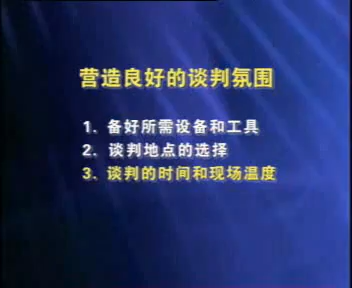 营造良好的谈判氛围
1. 备好所需设备和工具
2. 谈判地点的选择
3. 谈判的时间和现场温度